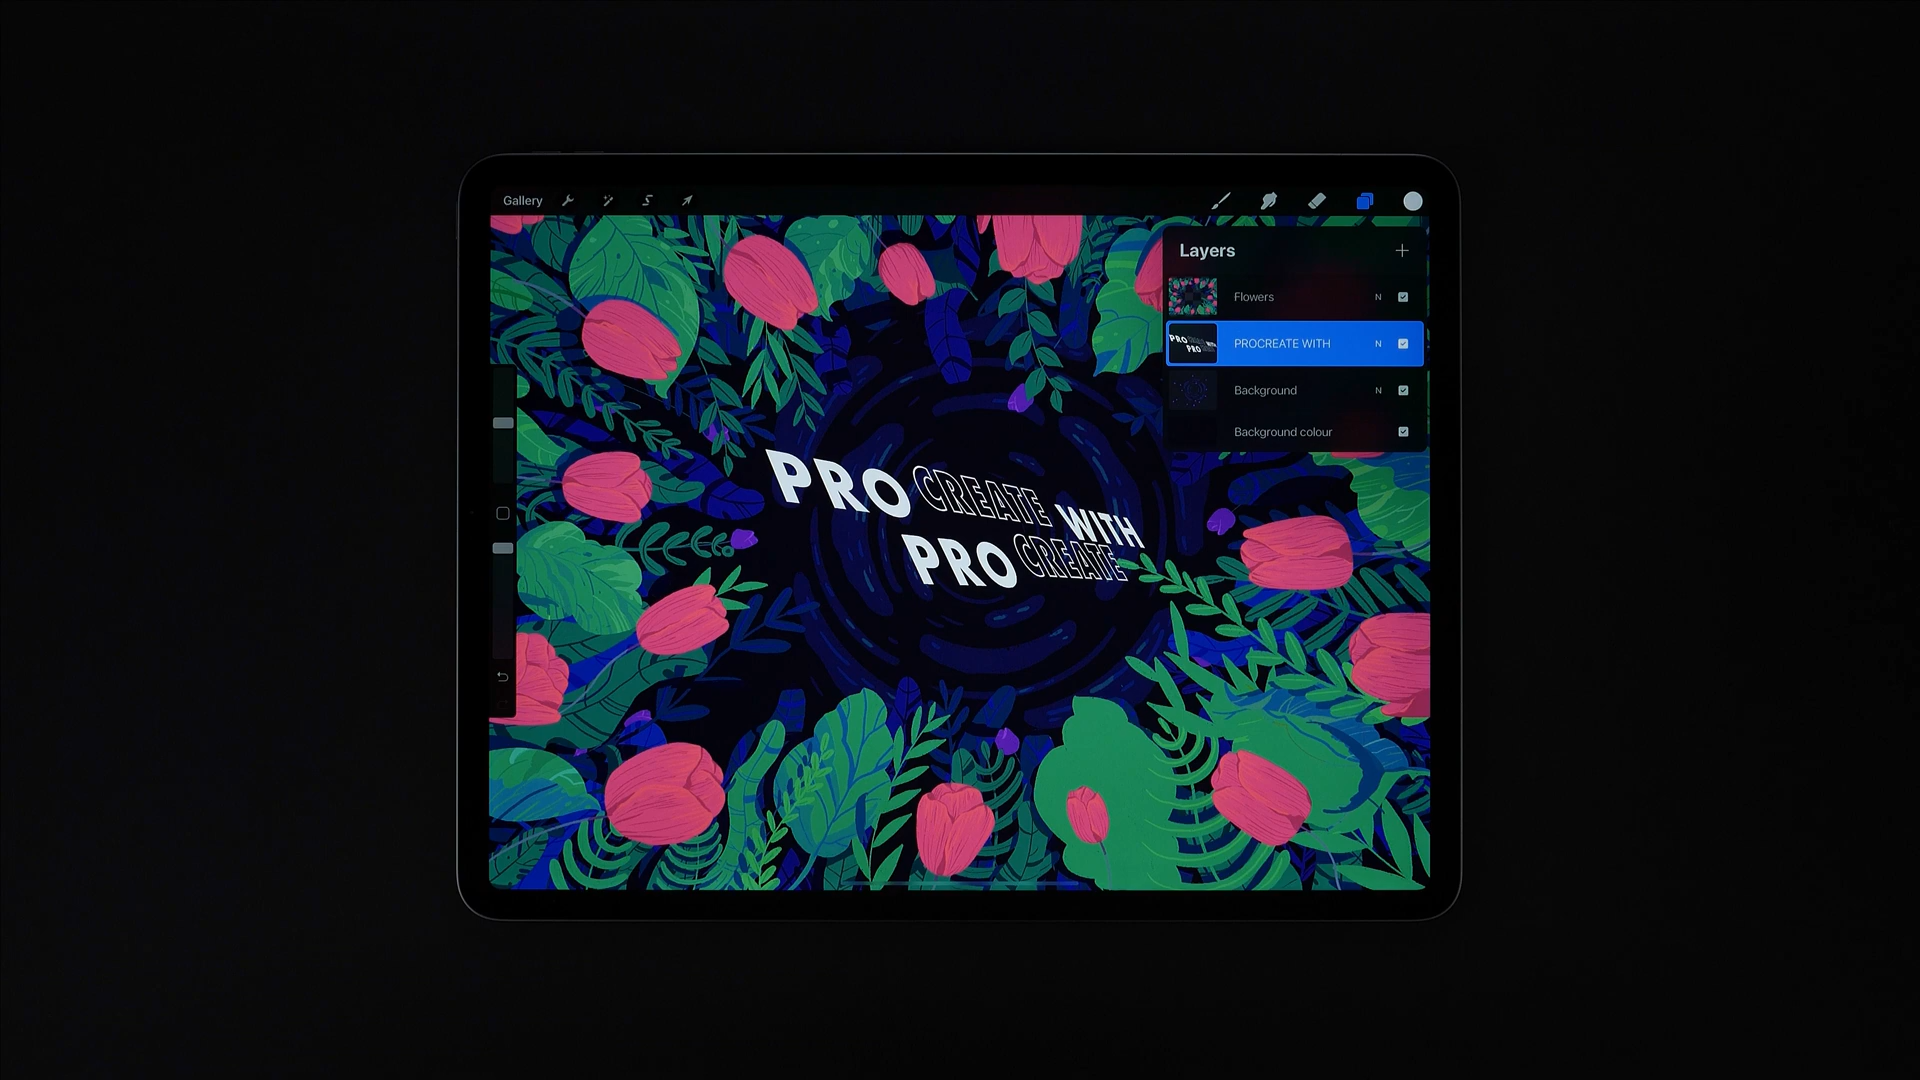 Gallery
Layers
Flowers N
PROCREATE WITH N
Background N
Background colour
PRO CREATE WITH
PRO CREATE